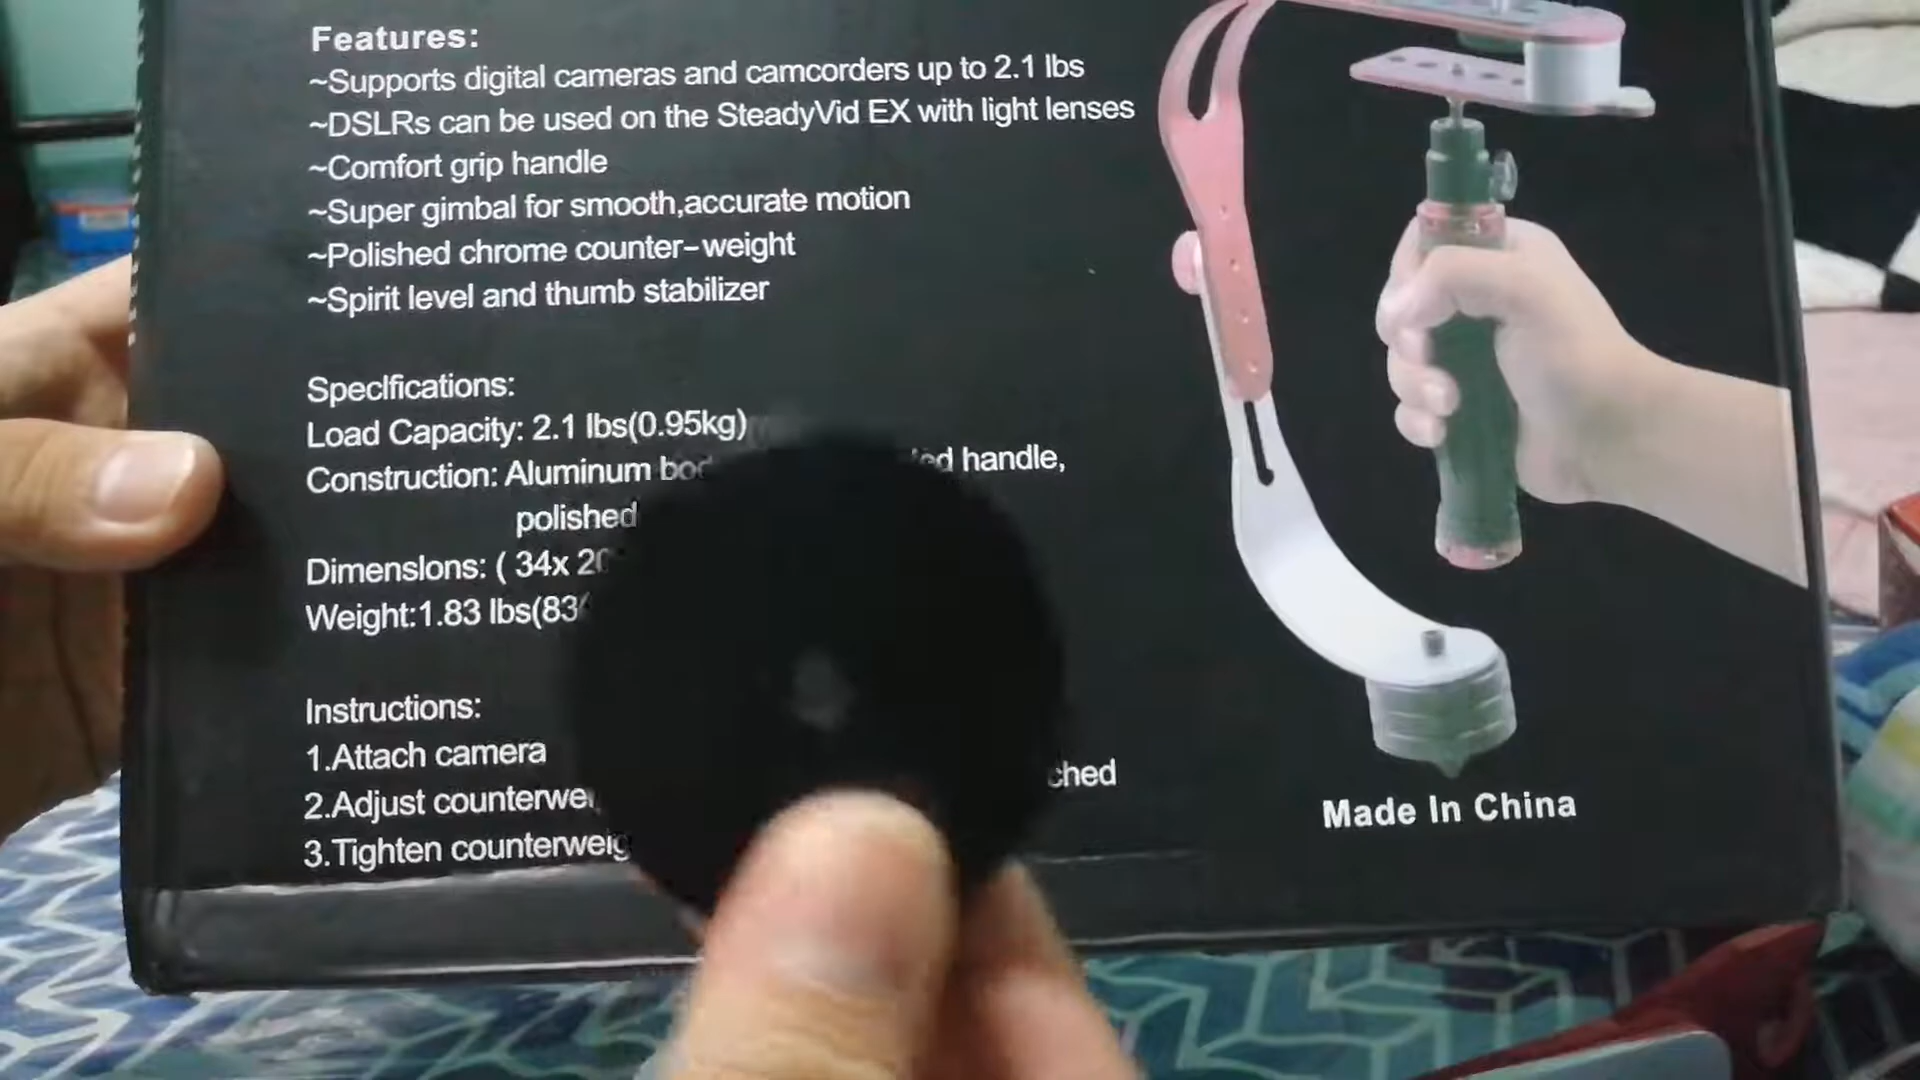 Features:
~Supports digital cameras and camcorders up to 2.1 lbs
~DSLRs can be used on the SteadyVid EX with light lenses
~Comfort grip handle
~Super gimbal for smooth,accurate motion
~Polished chrome counter-weight
~Spirit level and thumb stabilizer
Speclfications:
Load Capacity: 2.1 lbs(0.95kg)
Construction: Aluminum handle,
polished
Dimenslons: ( 34x
Weight:1.83 lbs
Instructions:
1.Attach camera
2.Adjust
3.Tighten
Made In China